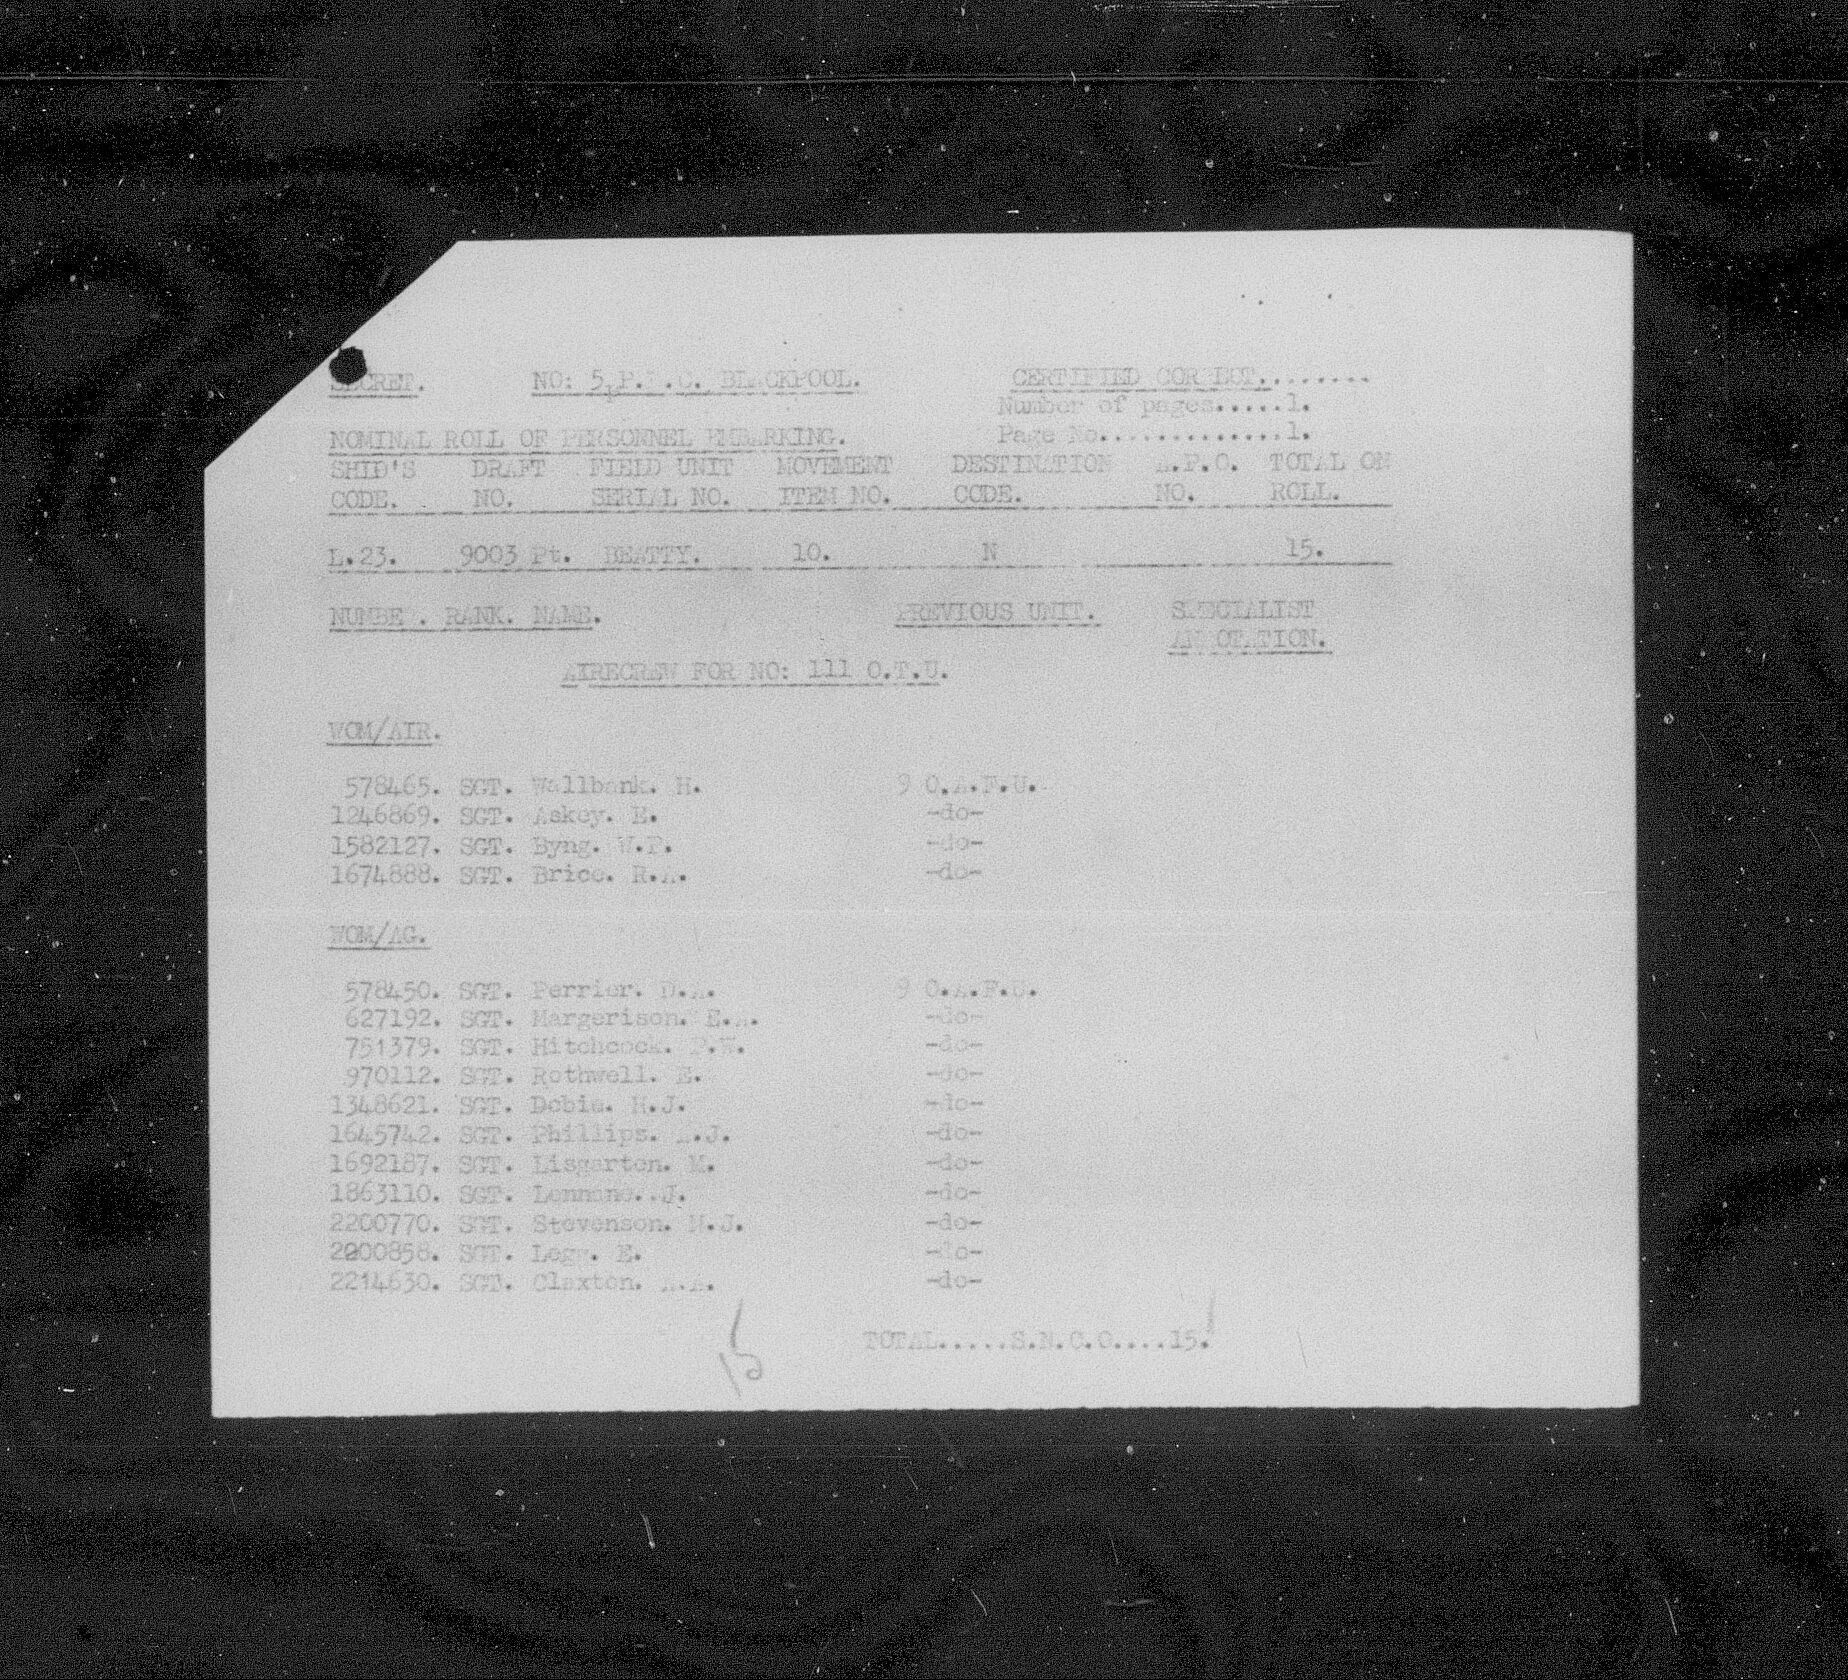 SECRET. NO: 5, P.D.C. BLACKPOOL. CERTIFIED CORRECT........
Number of pages.....1.
NOMINAL ROLL OF PERSONNEL EMBARKING. Page No..............1.
SHIP'S DRAFT FIELD UNIT MOVEMENT DESTINATION A.P.O. TOTAL ON
CODE. NO. SERIAL NO. ITEM NO. CODE. NO. ROLL.
L.23. 9003 Pt. BEATTY. 10. N 15.
NUMBER. RANK. NAME. PREVIOUS UNIT. SPECIALIST
ANNOTATION.
AIRECREW FOR NO: 111 O.T.U.
WOM/AIR.
578465. SGT. Wallbank. H. 9 O.A.F.U.
1246869. SGT. Askey. E. -do-
1582127. SGT. Byng. W.P. -do-
1674888. SGT. Brice. R.A. -do-
WOM/AG.
578450. SGT. Perrier. D.A. 9 O.A.F.U.
627192. SGT. Margerison. E.A. -do-
751379. SGT. Hitchcock. P.W. -do-
970112. SGT. Rothwell. E. -do-
1348621. SGT. Dobie. H.J. -do-
1645742. SGT. Phillips. A.J. -do-
1692187. SGT. Lisgarten. M. -do-
1863110. SGT. J. -do-
2200770. SGT. Stevenson. M.J. -do-
2200858. SGT. Legg. E. -do-
2214630. SGT. Claxton. -do-
TOTAL.....S.N.C.O....15.
15